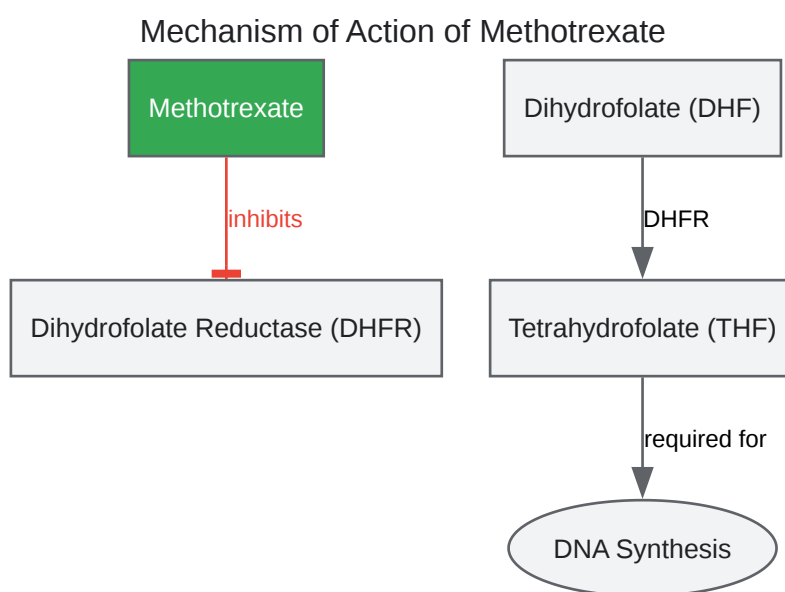 Mechanism of Action of Methotrexate
Methotrexate
Dihydrofolate (DHF)
inhibits
DHFR
Dihydrofolate Reductase (DHFR)
Tetrahydrofolate (THF)
required for
DNA Synthesis